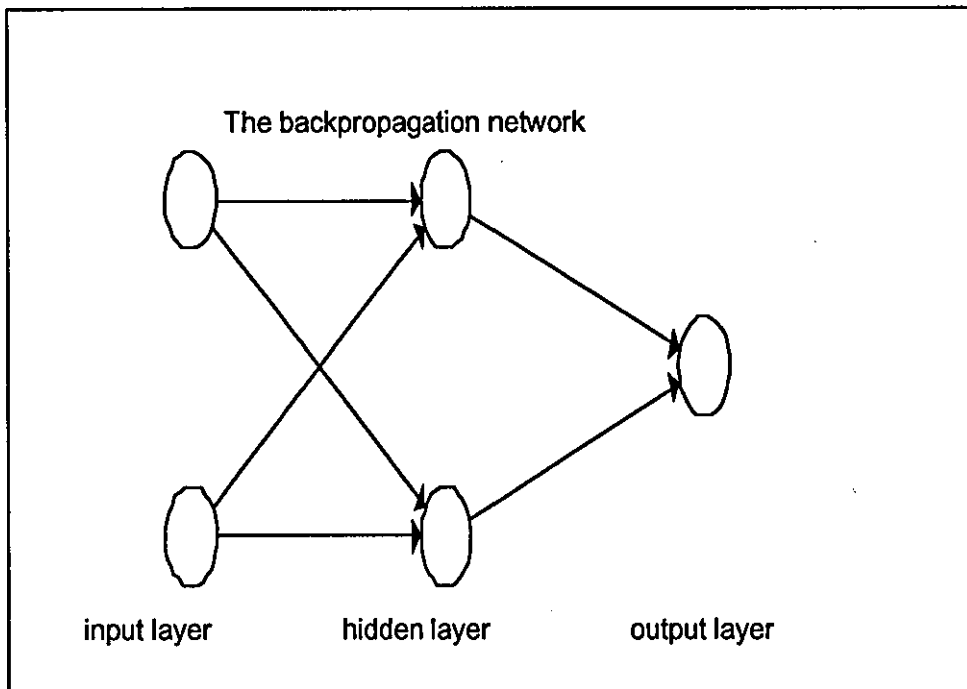 The backpropagation network
input layer
hidden layer
output layer